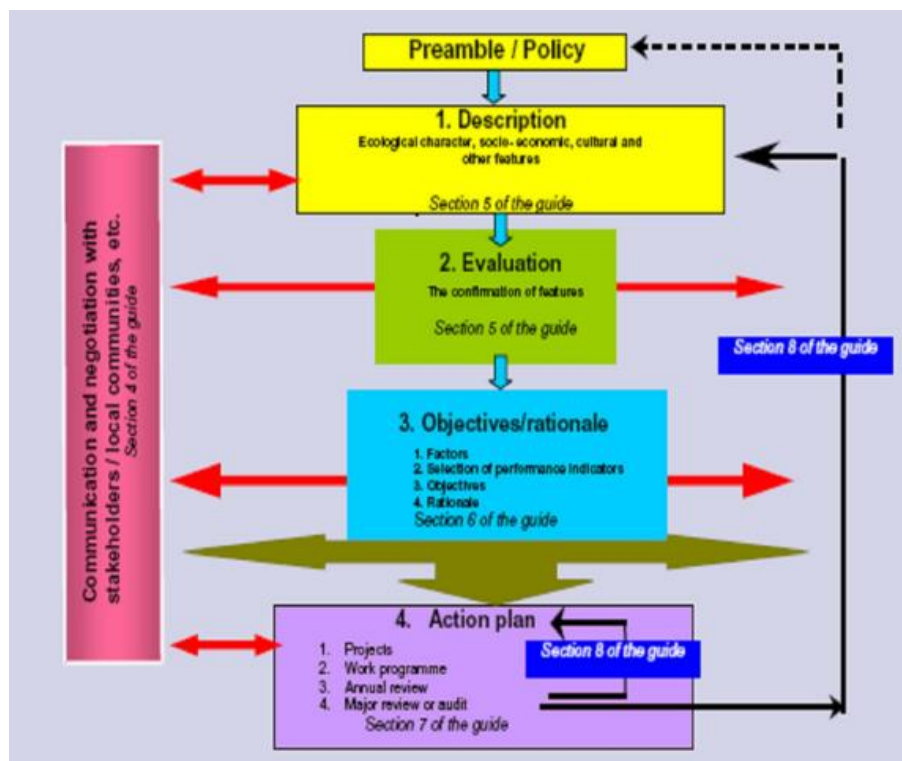 Preamble / Policy
1. Description
Ecological character, socio- economic, cultural and
other features
Section 5 of the guide
2. Evaluation
The confirmation of features
Section 5 of the guide
Section 8 of the guide
3. Objectives/rationale
1. Factors
2. Selection of performance indicators
3. Objectives
4. Rationale
Section 6 of the guide
4. Action plan
1. Projects
2. Work programme
3. Annual review
4. Major review or audit
Section 7 of the guide
Section 8 of the guide
Communication and negotiation with
stakeholders / local communities, etc.
Section 4 of the guide